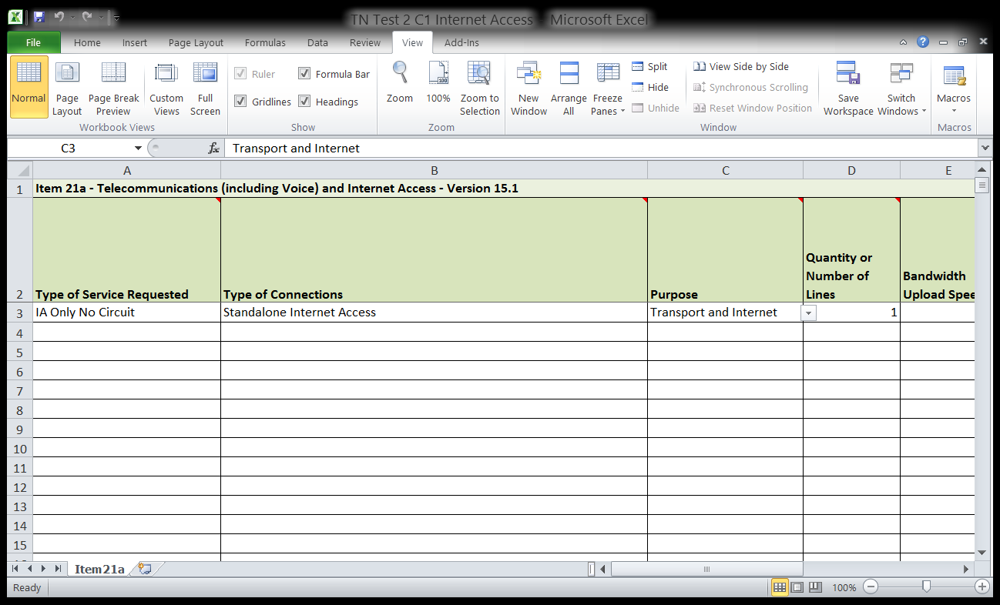 TN Test 2 C1 Internet Access - Microsoft Excel
File Home Insert Page Layout Formulas Data Review View Add-Ins
Normal
Page Layout
Page Break Preview
Custom Views
Full Screen
Workbook Views
Ruler
Formula Bar
Gridlines
Headings
Show
Zoom
100%
Zoom to Selection
Zoom
New Window
Arrange All
Freeze Panes
Split
Hide
Unhide
View Side by Side
Synchronous Scrolling
Reset Window Position
Window
Save Workspace
Switch Windows
Macros
Macros
C3 fx Transport and Internet
A B C D E
1 Item 21a - Telecommunications (including Voice) and Internet Access - Version 15.1
2 Type of Service Requested
Type of Connections
Purpose
Quantity or
Number of
Lines
Bandwidth
Upload Spee
3 IA Only No Circuit Standalone Internet Access Transport and Internet 1
4
5
6
7
8
9
10
11
12
13
14
15
Item21a
Ready 100%